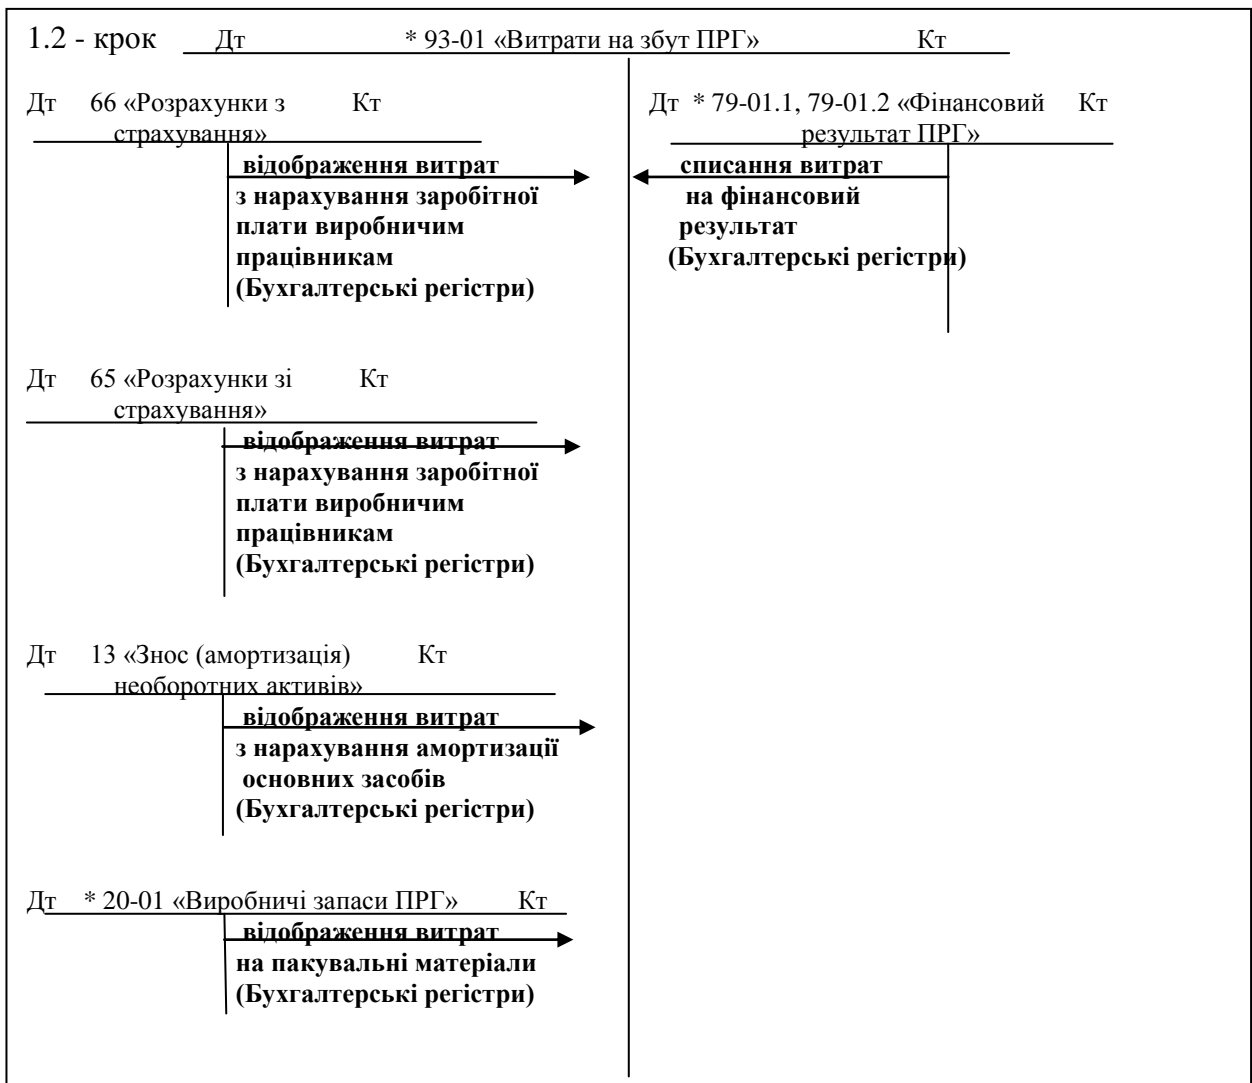 1.2 - крок Дт * 93-01 «Витрати на збут ПРГ» Кт
Дт 66 «Розрахунки з Кт
страхування»
відображення витрат
з нарахування заробітної
плати виробничим
працівникам
(Бухгалтерські регістри)
Дт * 79-01.1, 79-01.2 «Фінансовий Кт
результат ПРГ»
списання витрат
на фінансовий
результат
(Бухгалтерські регістри)
Дт 65 «Розрахунки зі Кт
страхування»
відображення витрат
з нарахування заробітної
плати виробничим
працівникам
(Бухгалтерські регістри)
Дт 13 «Знос (амортизація) Кт
необоротних активів»
відображення витрат
з нарахування амортизації
основних засобів
(Бухгалтерські регістри)
Дт * 20-01 «Виробничі запаси ПРГ» Кт
відображення витрат
на пакувальні матеріали
(Бухгалтерські регістри)